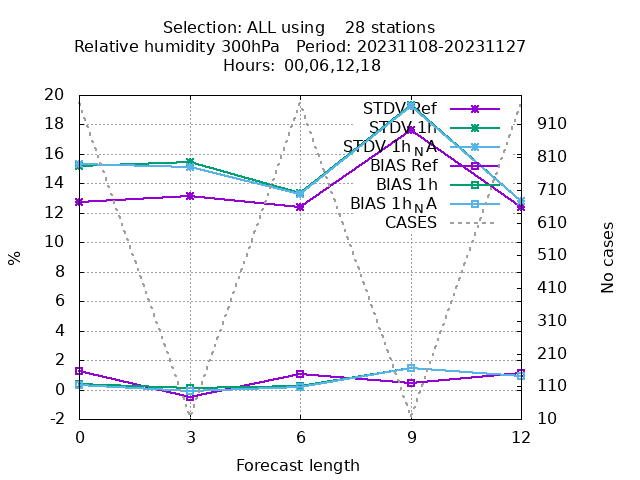 Selection: ALL using    28 stations
Relative humidity 300hPa   Period: 20231108-20231127
Hours: 00,06,12,18
STDV Ref
STDV 1h
STDV 1h_NA
BIAS Ref
BIAS 1h
BIAS 1h_NA
CASES
20
18
16
14
12
10
8
6
4
2
0
-2
%
910
810
710
610
510
410
310
210
110
10
No cases
0 3 6 9 12
Forecast length